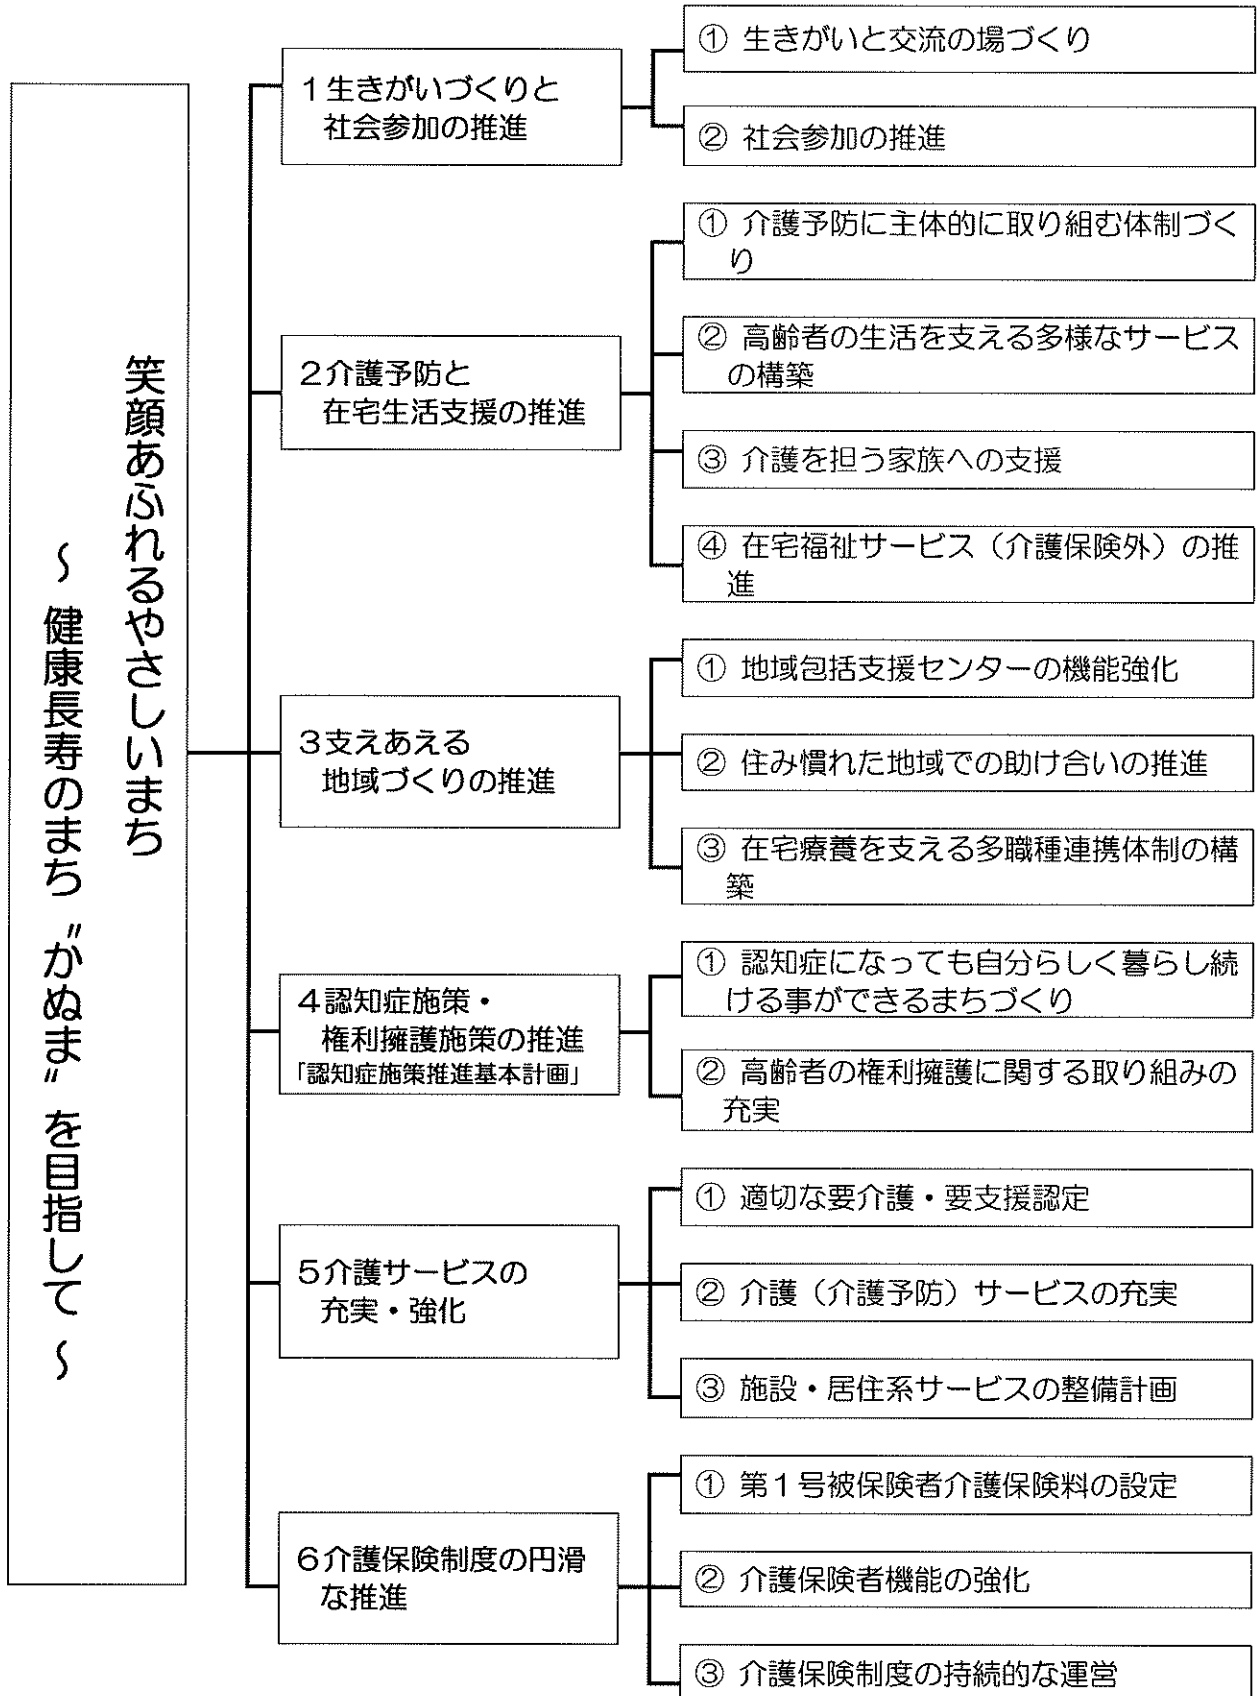 笑顔あふれるやさしいまち
～ 健康長寿のまち〝かぬま〟を目指して ～
1生きがいづくりと
社会参加の推進
① 生きがいと交流の場づくり
② 社会参加の推進
2介護予防と
在宅生活支援の推進
① 介護予防に主体的に取り組む体制づく
り
② 高齢者の生活を支える多様なサービス
の構築
③ 介護を担う家族への支援
④ 在宅福祉サービス（介護保険外）の推
進
3支えあえる
地域づくりの推進
① 地域包括支援センターの機能強化
② 住み慣れた地域での助け合いの推進
③ 在宅療養を支える多職種連携体制の構
築
4認知症施策・
権利擁護施策の推進
「認知症施策推進基本計画」
① 認知症になっても自分らしく暮らし続
ける事ができるまちづくり
② 高齢者の権利擁護に関する取り組みの
充実
5介護サービスの
充実・強化
① 適切な要介護・要支援認定
② 介護（介護予防）サービスの充実
③ 施設・居住系サービスの整備計画
6介護保険制度の円滑
な推進
① 第1号被保険者介護保険料の設定
② 介護保険者機能の強化
③ 介護保険制度の持続的な運営